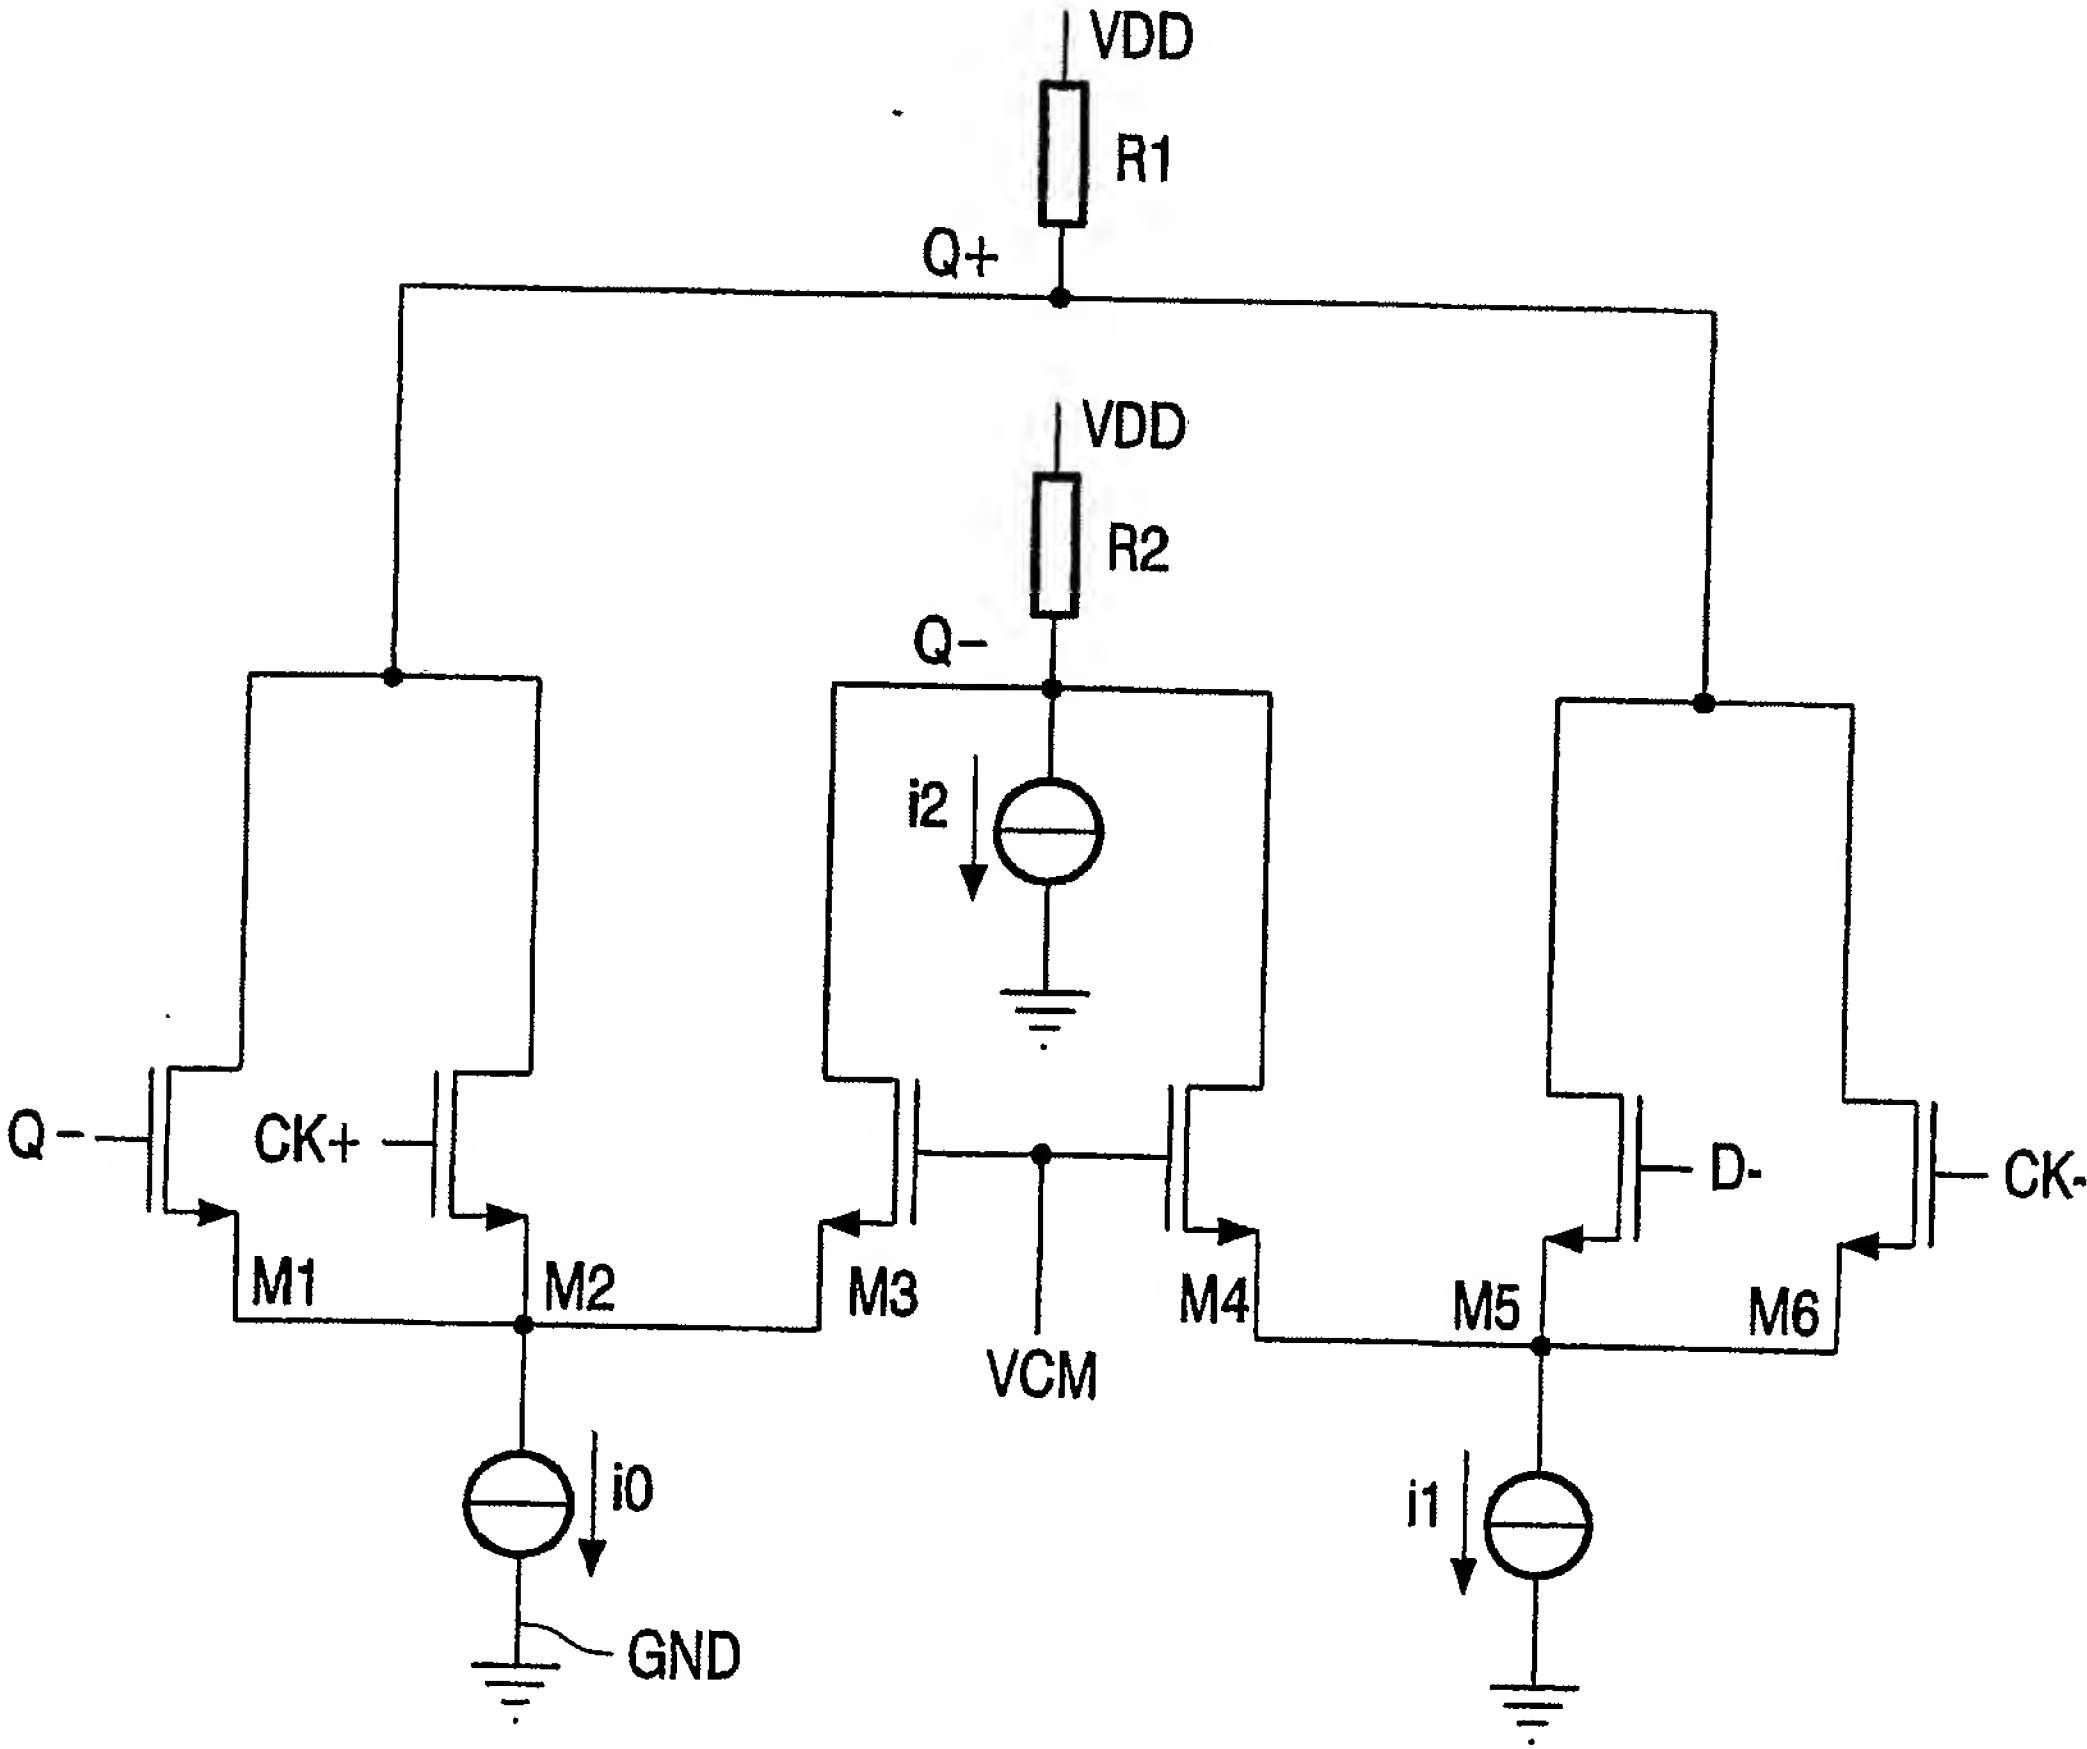 VDD
R1
Q+
VDD
R2
Q-
i2
Q-
CK+
D-
CK-
M1
M2
M3
M4
M5
M6
VCM
i0
i1
GND